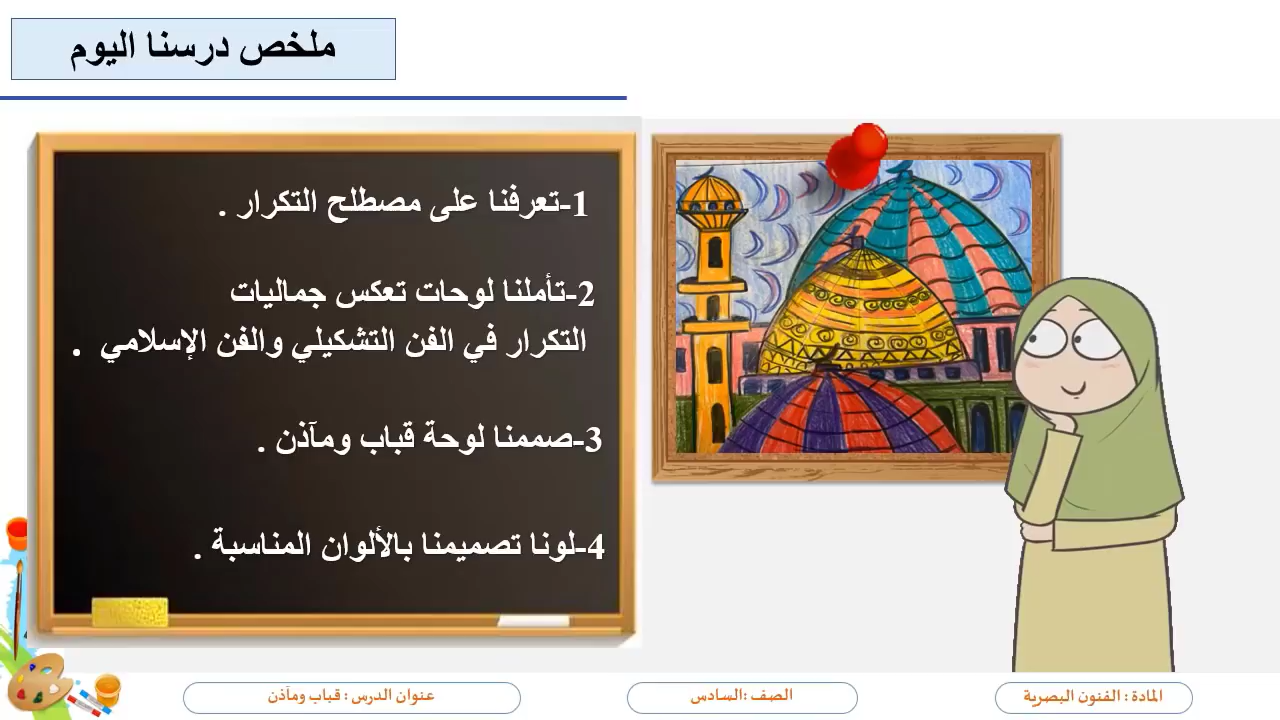 ملخص درسنا اليوم
1-تعرفنا على مصطلح التكرار .
2-تأملنا لوحات تعكس جماليات
التكرار في الفن التشكيلي والفن الإسلامي .
3-صممنا لوحة قباب ومآذن .
4-لونا تصميمنا بالألوان المناسبة .
المادة : الفنون البصرية
الصف :السادس
عنوان الدرس : قباب ومآذن